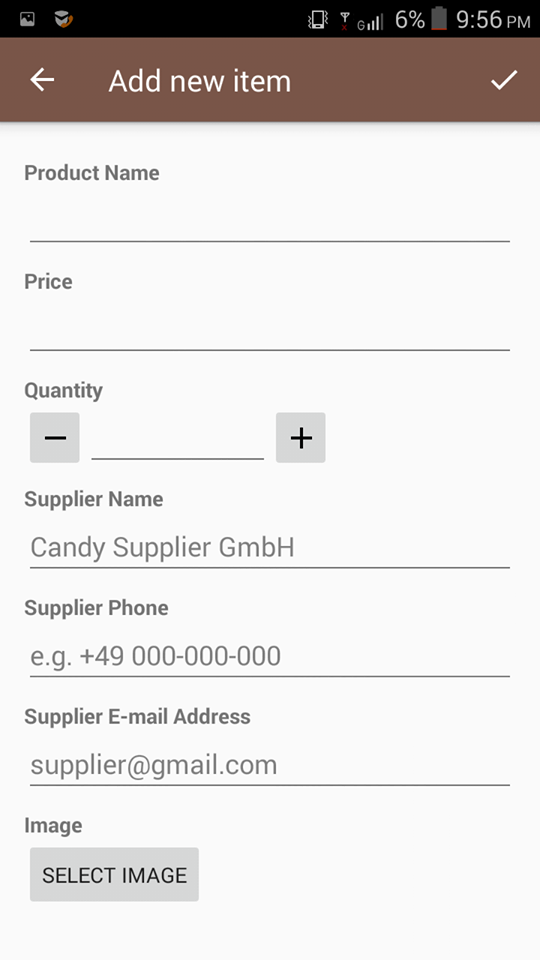 G 6% 9:56 PM
Add new item
Product Name
Price
Quantity
Supplier Name
Candy Supplier GmbH
Supplier Phone
e.g. +49 000-000-000
Supplier E-mail Address
supplier@gmail.com
Image
SELECT IMAGE